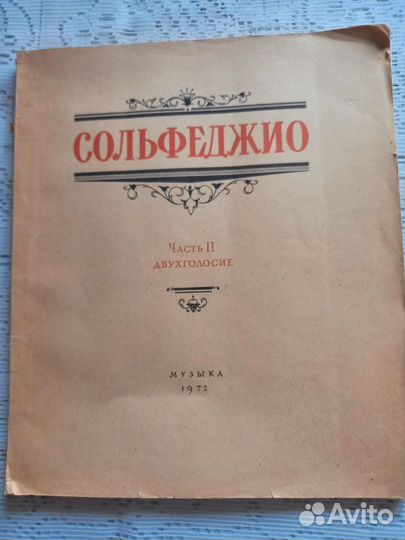 СОЛЬФЕДЖИО
ЧАСТЬ II
ДВУХГОЛОСИЕ
МУЗЫКА
1972
Avito